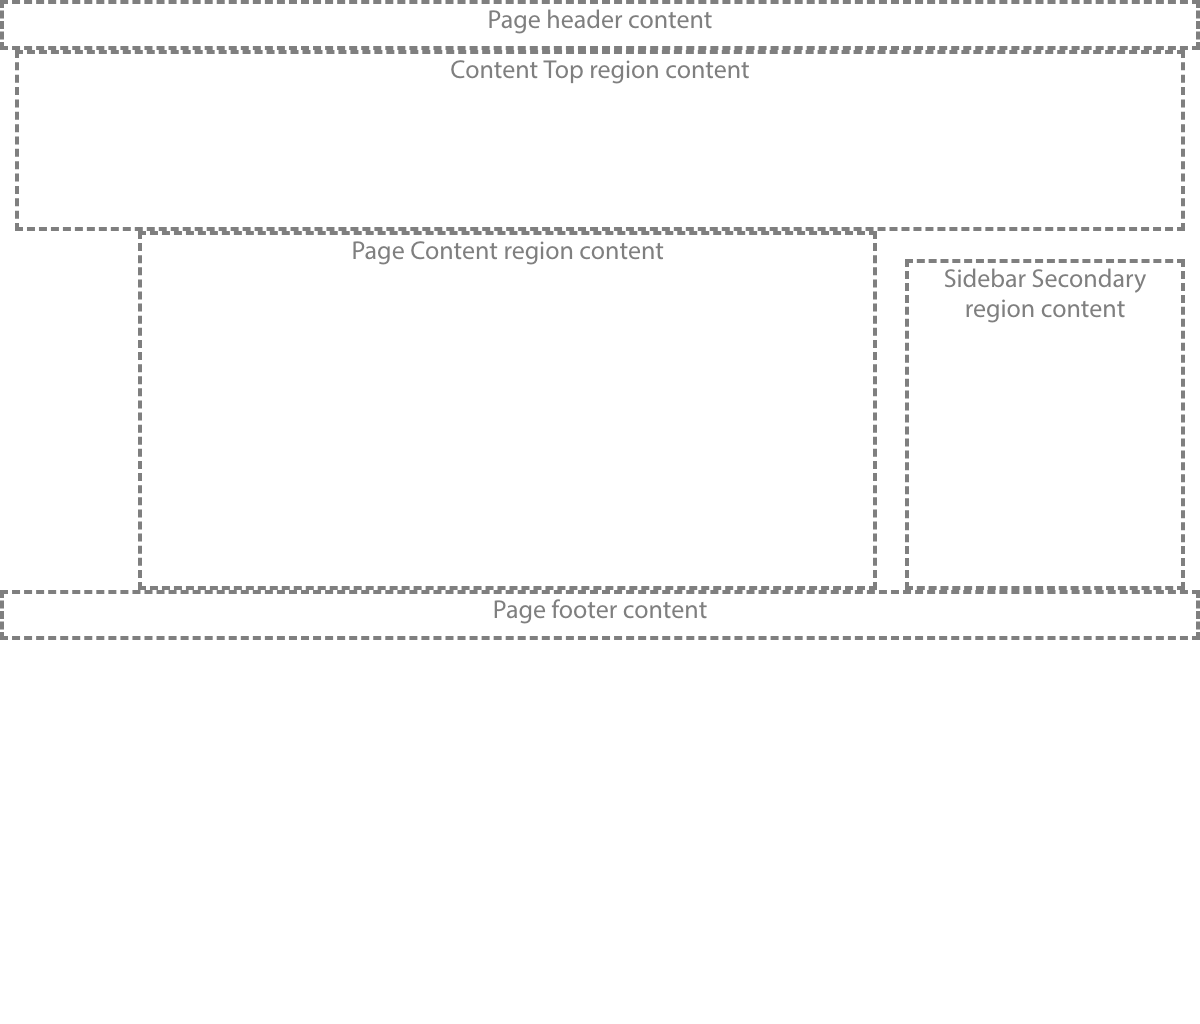 Page header content
Content Top region content
Page Content region content
Sidebar Secondary
region content
Page footer content